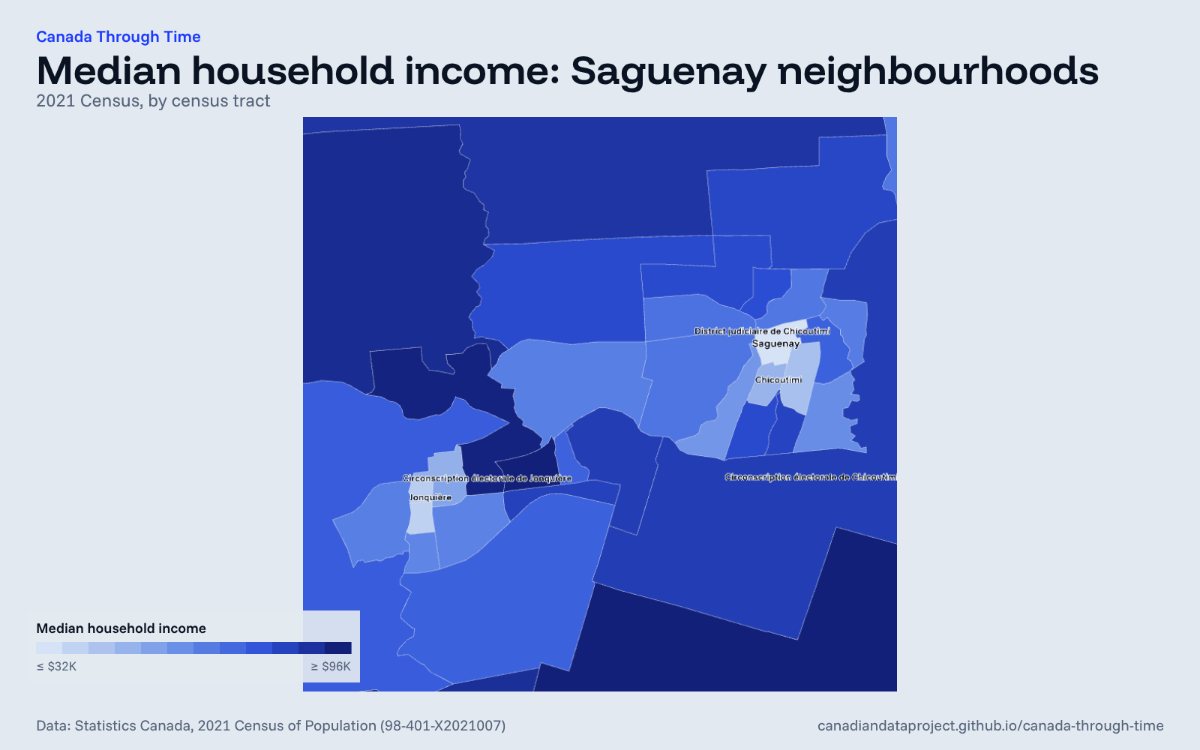 Canada Through Time
Median household income: Saguenay neighbourhoods
2021 Census, by census tract
District judiciaire de Chicoutimi
Saguenay
Chicoutimi
Circonscription électorale de Jonquière
Circonscription électorale de Chicoutimi
Jonquière
Median household income
≤ $32K
≥ $96K
Data: Statistics Canada, 2021 Census of Population (98-401-X2021007)
canadiandataproject.github.io/canada-through-time